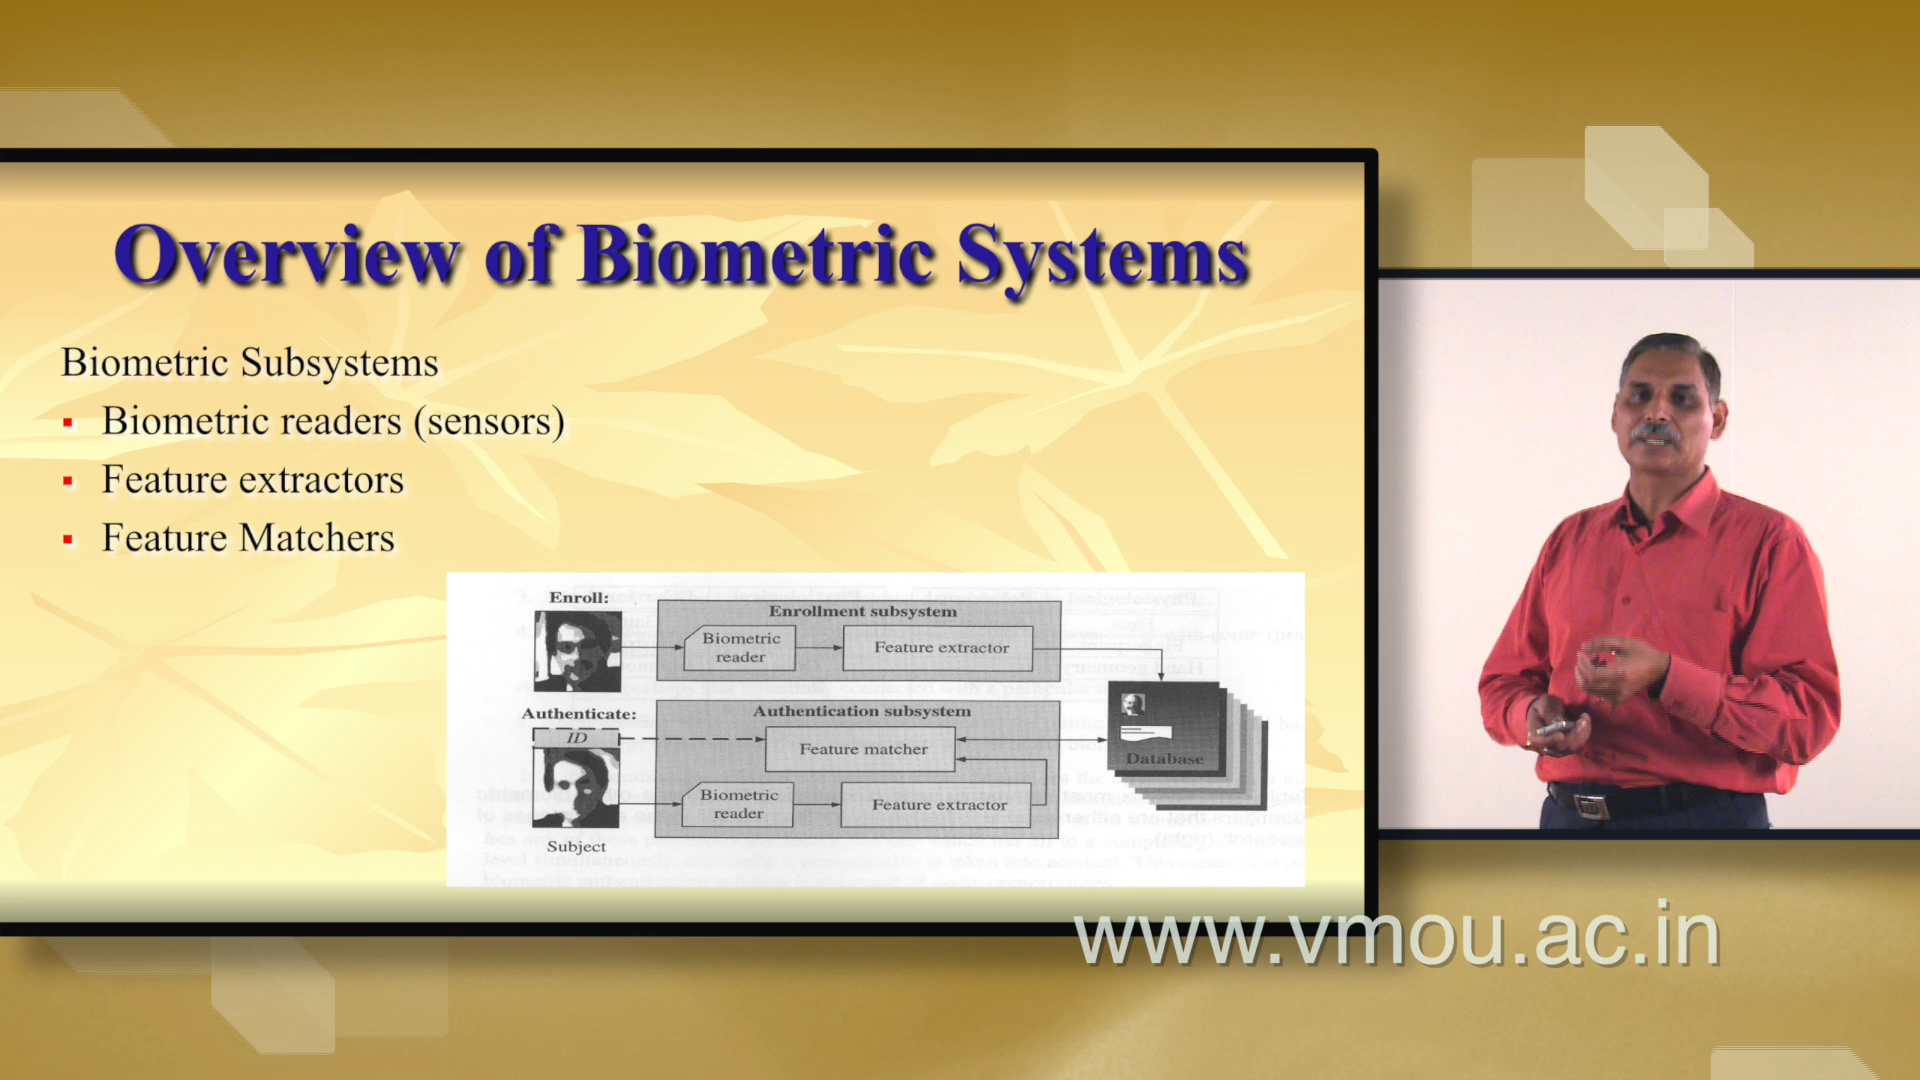 Overview of Biometric Systems
Biometric Subsystems
Biometric readers (sensors)
Feature extractors
Feature Matchers
Enroll:
Enrollment subsystem
Biometric
reader
Feature extractor
Authenticate:
ID
Authentication subsystem
Feature matcher
Biometric
reader
Feature extractor
Database
Subject
www.vmou.ac.in